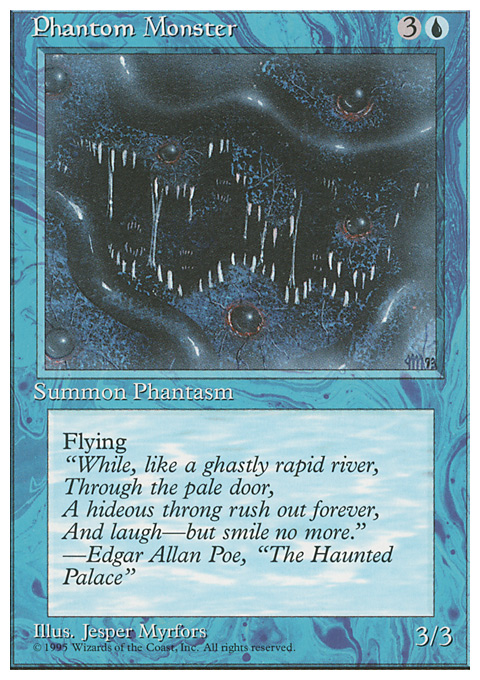 Phantom Monster
3
Summon Phantasm
Flying
“While, like a ghastly rapid river,
Through the pale door,
A hideous throng rush out forever,
And laugh—but smile no more.”
—Edgar Allan Poe, “The Haunted
Palace”
Illus. Jesper Myrfors
3/3
© 1995 Wizards of the Coast, Inc. All rights reserved.